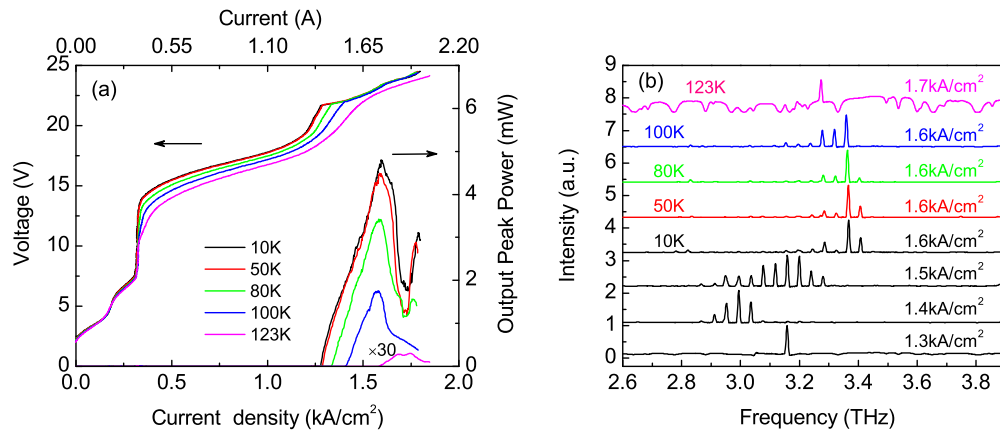 Current (A)
0.00 0.55 1.10 1.65 2.20
25
20
15
10
5
0
Voltage (V)
(a)
6
4
2
0
Output Peak Power (mW)
10K
50K
80K
100K
123K
×30
0.0 0.5 1.0 1.5 2.0
Current density (kA/cm²)
9
8
7
6
5
4
3
2
1
0
Intensity (a.u.)
(b)
123K 1.7kA/cm²
100K 1.6kA/cm²
80K 1.6kA/cm²
50K 1.6kA/cm²
10K 1.6kA/cm²
1.5kA/cm²
1.4kA/cm²
1.3kA/cm²
2.6 2.8 3.0 3.2 3.4 3.6 3.8
Frequency (THz)